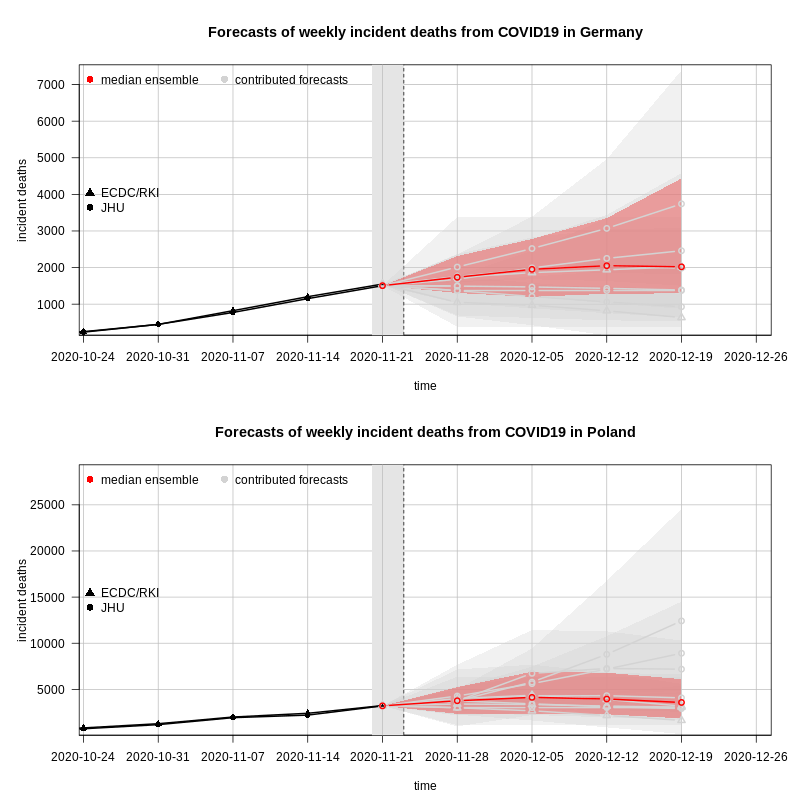 Forecasts of weekly incident deaths from COVID19 in Germany
median ensemble contributed forecasts
7000
6000
5000
4000
3000
2000
1000
incident deaths
ECDC/RKI
JHU
2020-10-24 2020-10-31 2020-11-07 2020-11-14 2020-11-21 2020-11-28 2020-12-05 2020-12-12 2020-12-19 2020-12-26
time
Forecasts of weekly incident deaths from COVID19 in Poland
median ensemble contributed forecasts
25000
20000
15000
10000
5000
incident deaths
ECDC/RKI
JHU
2020-10-24 2020-10-31 2020-11-07 2020-11-14 2020-11-21 2020-11-28 2020-12-05 2020-12-12 2020-12-19 2020-12-26
time